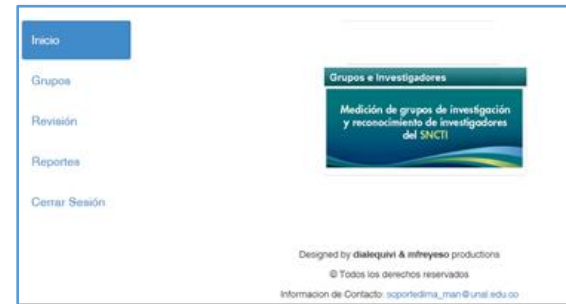 Inicio
Grupos
Revisión
Reportes
Cerrar Sesión
Grupos e Investigadores
Medición de grupos de investigación
y reconocimiento de investigadores
del SNCTI
Designed by dialequivi & mfreyeso productions
© Todos los derechos reservados
Informacion de Contacto: soportedima_man@unal.edu.co